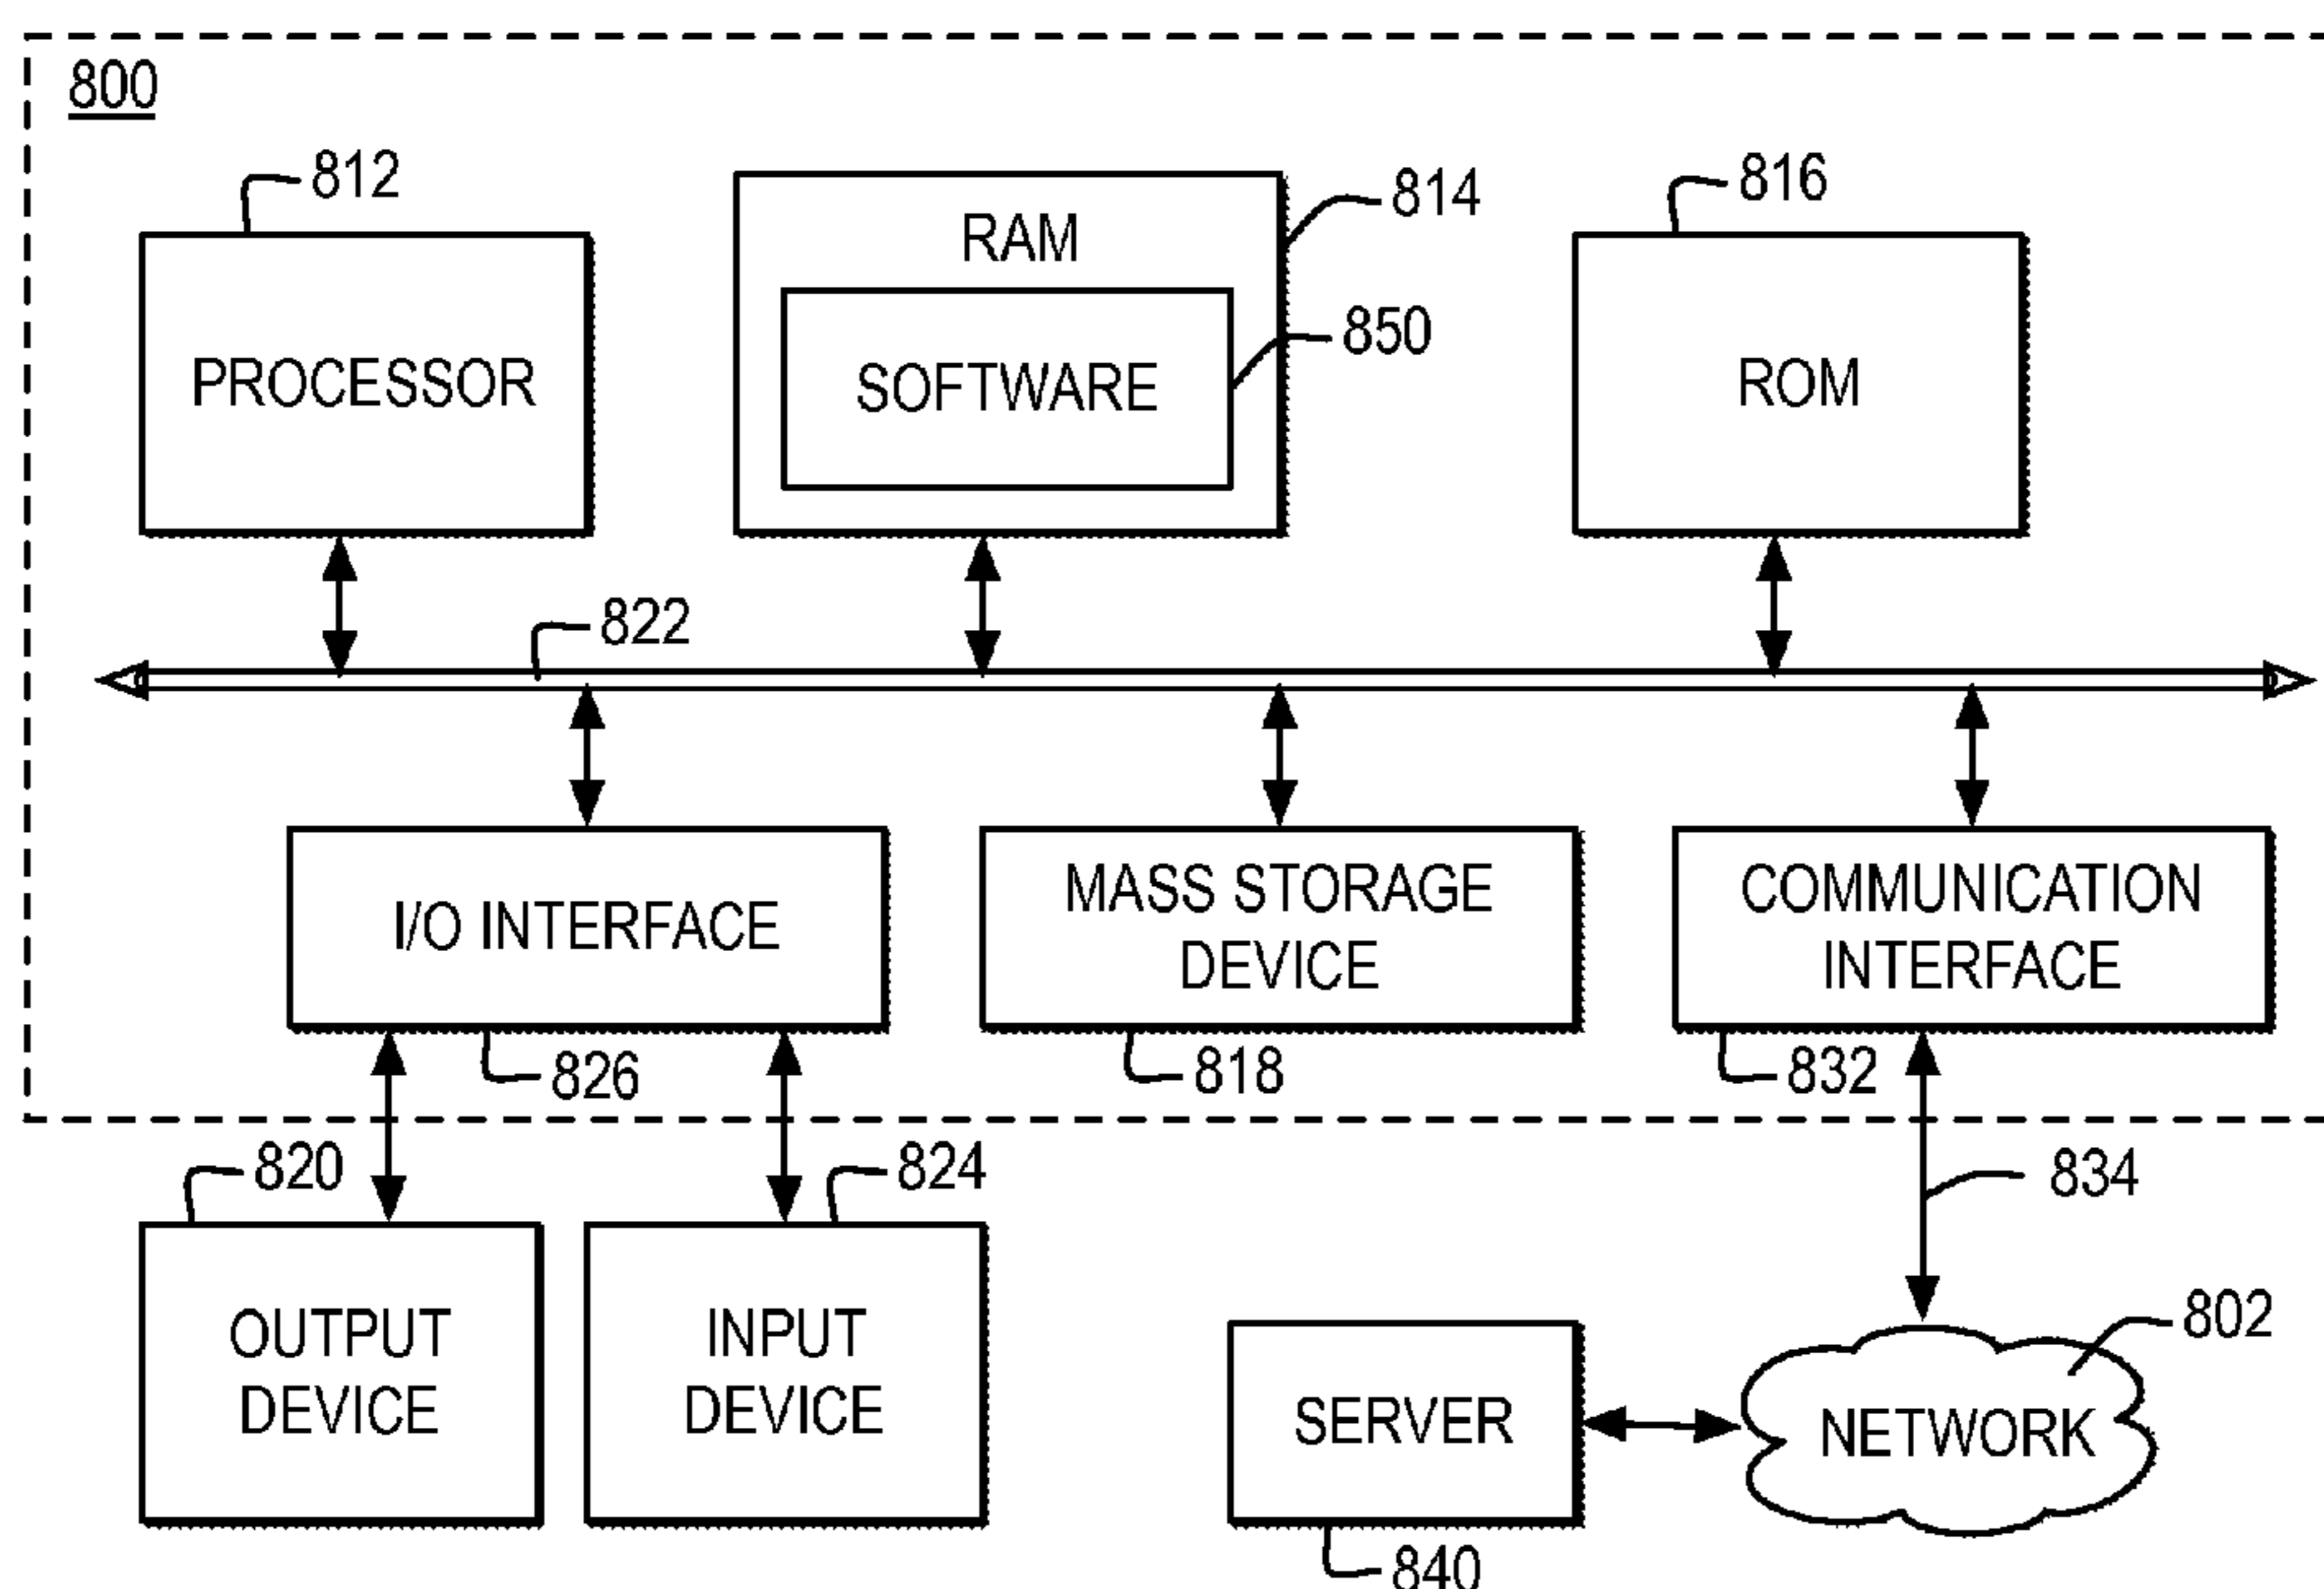 800
812
814
816
RAM
850
PROCESSOR
SOFTWARE
ROM
822
I/O INTERFACE
MASS STORAGE
DEVICE
COMMUNICATION
INTERFACE
826
818
832
820
824
834
OUTPUT
DEVICE
INPUT
DEVICE
802
SERVER
NETWORK
840